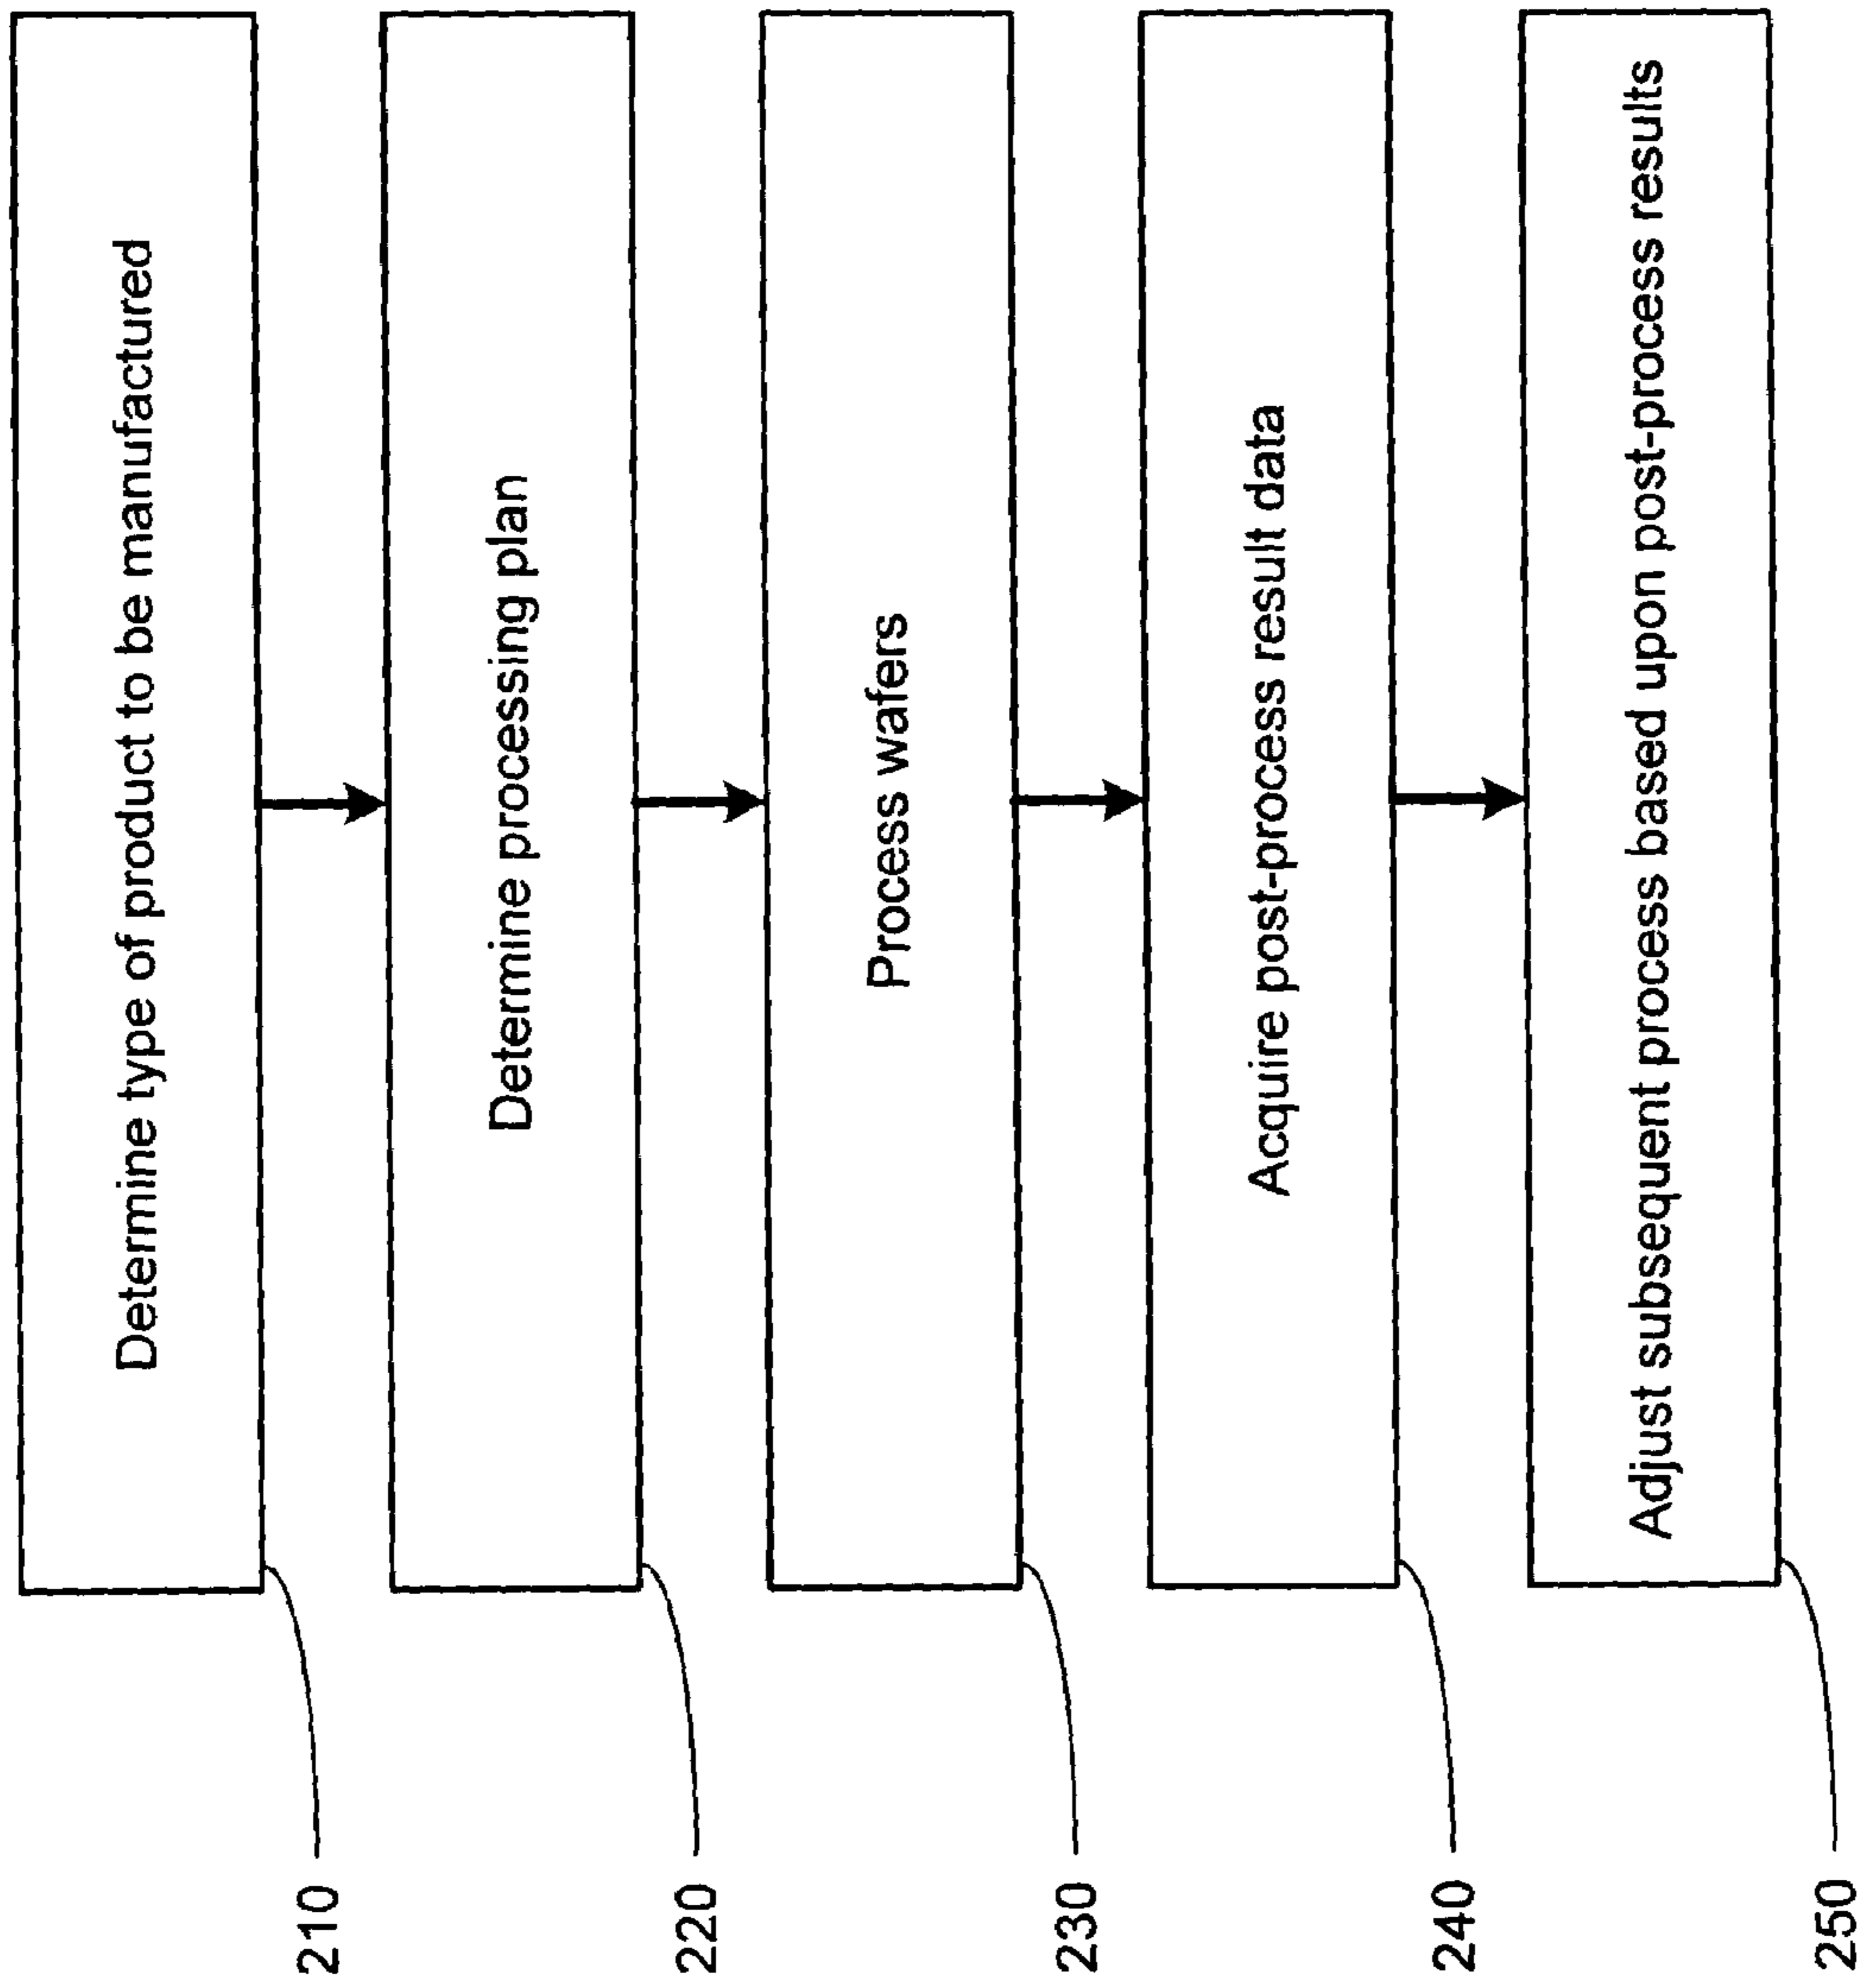 Determine type of product to be manufactured
210
Determine processing plan
220
Process wafers
230
Acquire post-process result data
240
Adjust subsequent process based upon post-process results
250